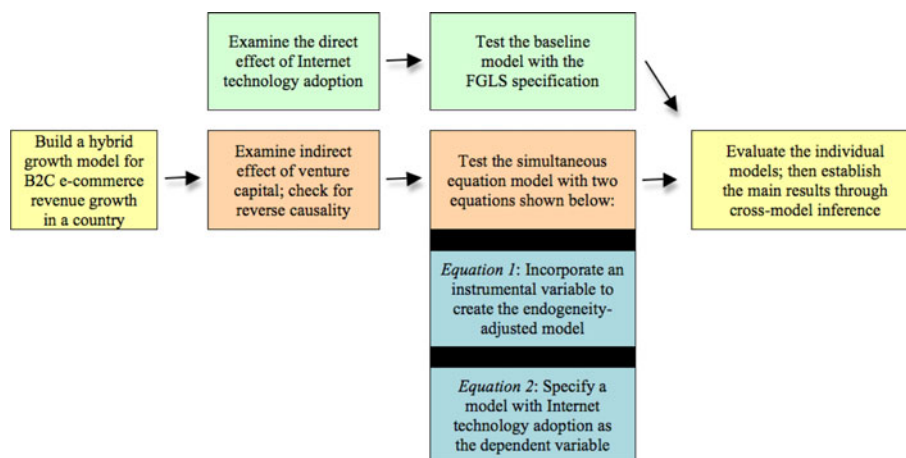 Examine the direct
effect of Internet
technology adoption
Test the baseline
model with the
FGLS specification
Build a hybrid
growth model for
B2C e-commerce
revenue growth
in a country
Examine indirect
effect of venture
capital; check for
reverse causality
Test the simultaneous
equation model with two
equations shown below:
Evaluate the individual
models; then establish
the main results through
cross-model inference
Equation 1: Incorporate an
instrumental variable to
create the endogeneity-
adjusted model
Equation 2: Specify a
model with Internet
technology adoption as
the dependent variable